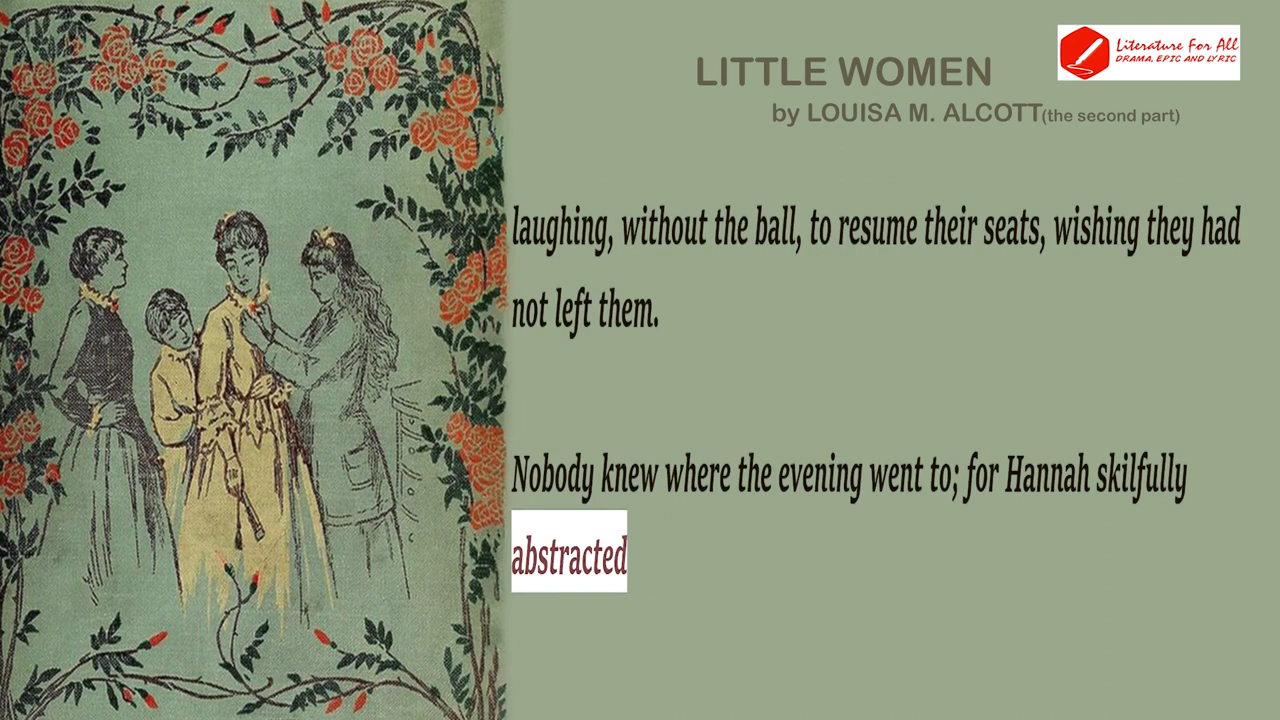 LITTLE WOMEN
by LOUISA M. ALCOTT(the second part)
Literature For All
DRAMA, EPIC AND LYRIC
laughing, without the ball, to resume their seats, wishing they had
not left them.
Nobody knew where the evening went to; for Hannah skilfully
abstracted